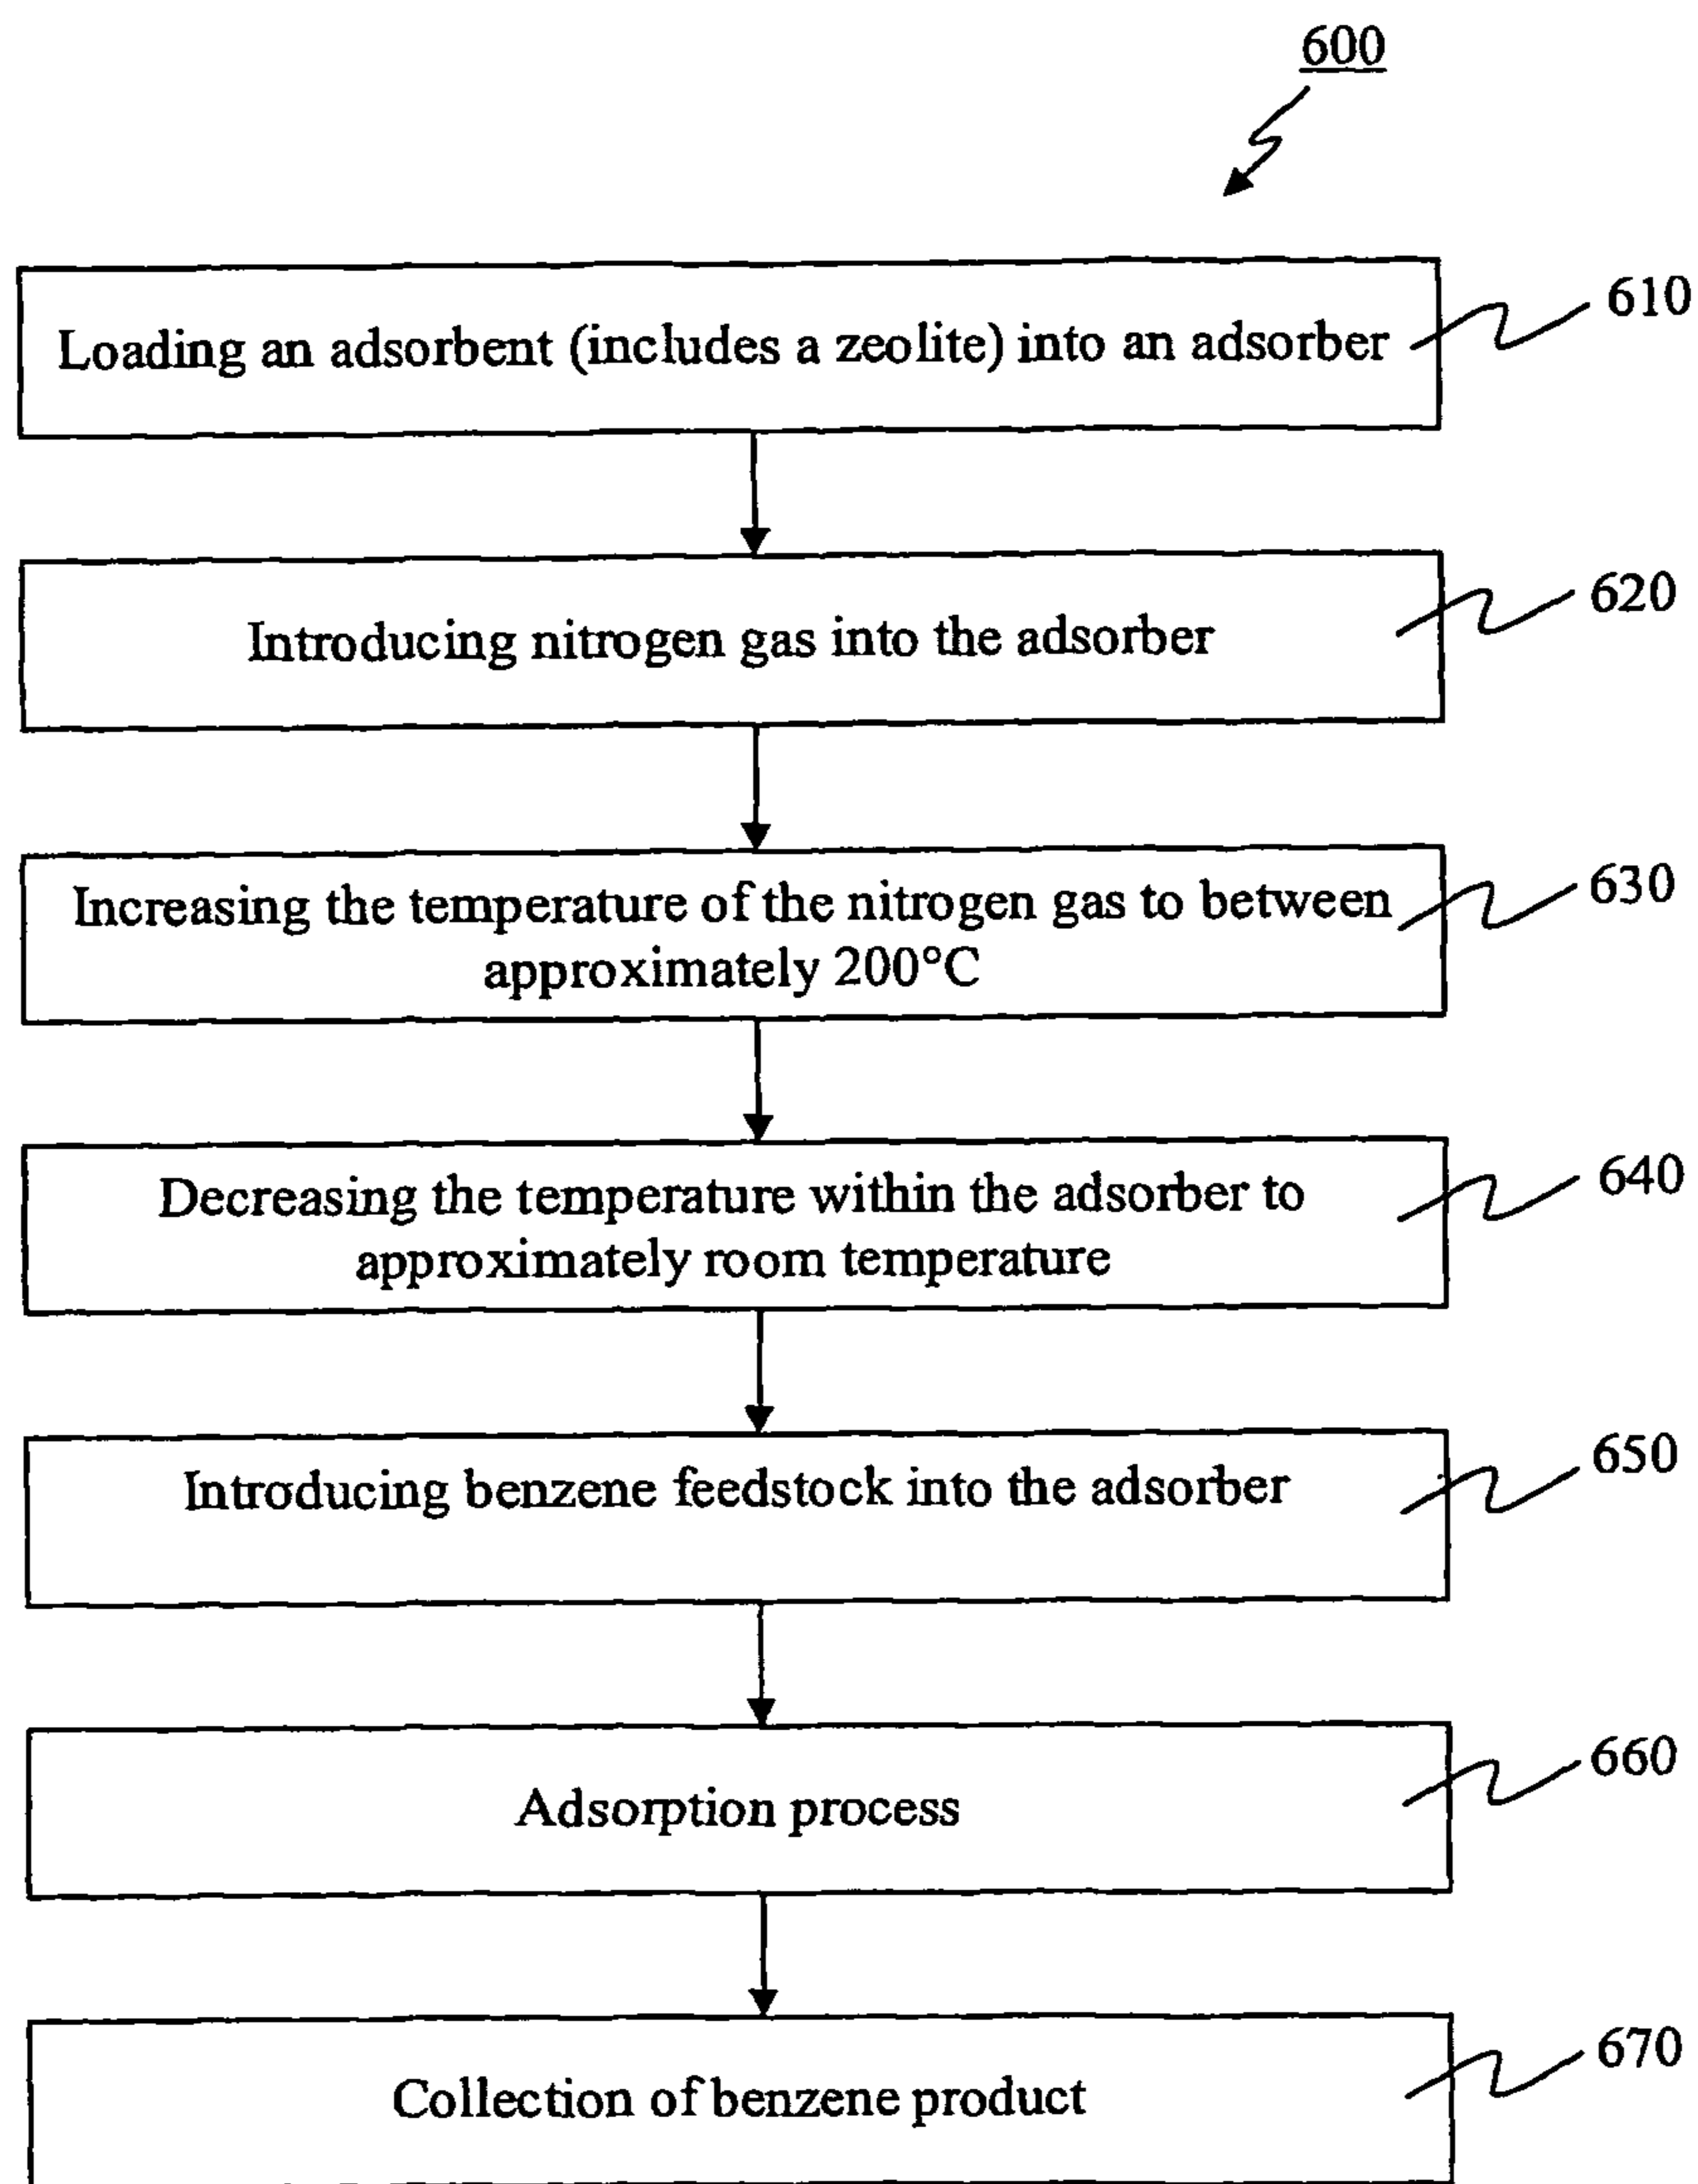 600
Loading an adsorbent (includes a zeolite) into an adsorber
610
Introducing nitrogen gas into the adsorber
620
Increasing the temperature of the nitrogen gas to between
approximately 200°C
630
Decreasing the temperature within the adsorber to
approximately room temperature
640
Introducing benzene feedstock into the adsorber
650
Adsorption process
660
Collection of benzene product
670